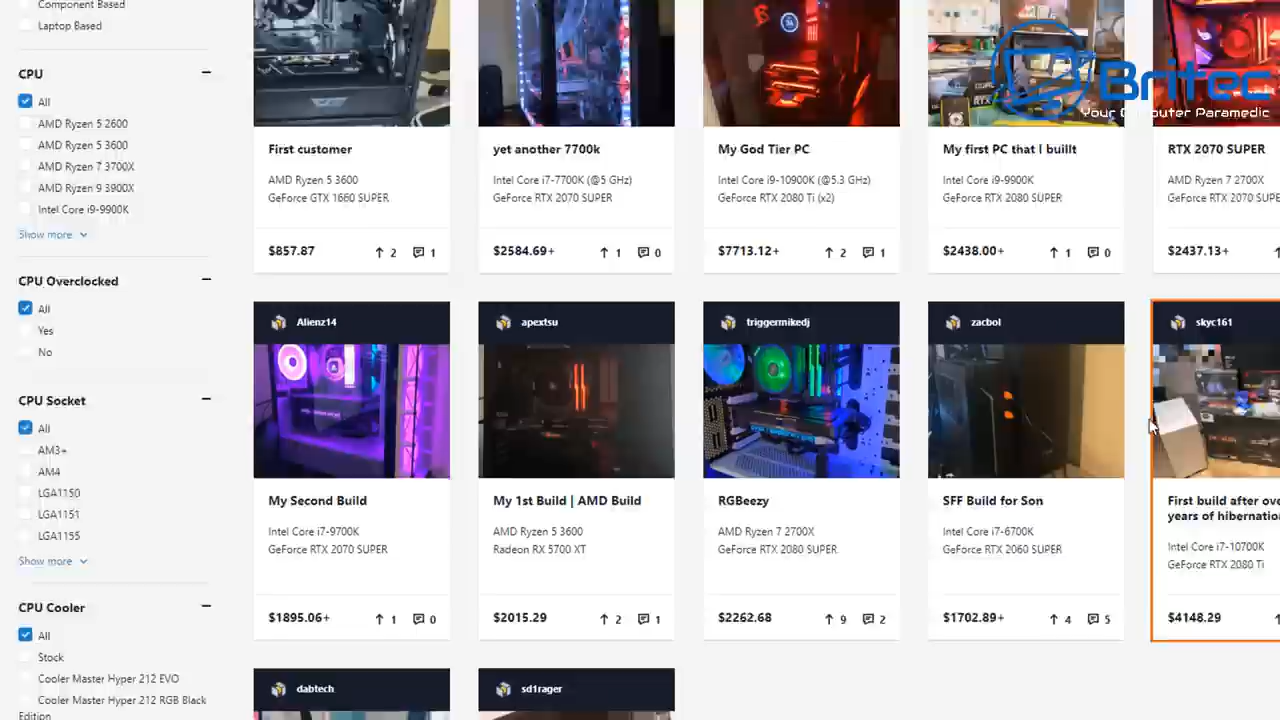 Component Based
Laptop Based
CPU
All
AMD Ryzen 5 2600
AMD Ryzen 5 3600
AMD Ryzen 7 3700X
AMD Ryzen 9 3900X
Intel Core i9-9900K
Show more
CPU Overclocked
All
Yes
No
CPU Socket
All
AM3+
AM4
LGA1150
LGA1151
LGA1155
Show more
CPU Cooler
All
Stock
Cooler Master Hyper 212 EVO
Cooler Master Hyper 212 RGB Black
Edition
Britec
Your Computer Paramedic
First customer
AMD Ryzen 5 3600
GeForce GTX 1660 SUPER
$857.87
2
1
yet another 7700k
Intel Core i7-7700K (@5 GHz)
GeForce RTX 2070 SUPER
$2584.69+
1
0
My God Tier PC
Intel Core i9-10900K (@5.3 GHz)
GeForce RTX 2080 Ti (x2)
$7713.12+
2
1
My first PC that I buillt
Intel Core i9-9900K
GeForce RTX 2080 SUPER
$2438.00+
1
0
RTX 2070 SUPER
AMD Ryzen 7 2700X
GeForce RTX 2070 SUPE
$2437.13+
Alienz14
My Second Build
Intel Core i7-9700K
GeForce RTX 2070 SUPER
$1895.06+
1
0
apextsu
My 1st Build | AMD Build
AMD Ryzen 5 3600
Radeon RX 5700 XT
$2015.29
2
1
triggermikedj
RGBeezy
AMD Ryzen 7 2700X
GeForce RTX 2080 SUPER
$2262.68
9
2
zacbol
SFF Build for Son
Intel Core i7-6700K
GeForce RTX 2060 SUPER
$1702.89+
4
5
skyc161
First build after ove
years of hibernatio
Intel Core i7-10700K
GeForce RTX 2080 Ti
$4148.29
dabtech
sd1rager